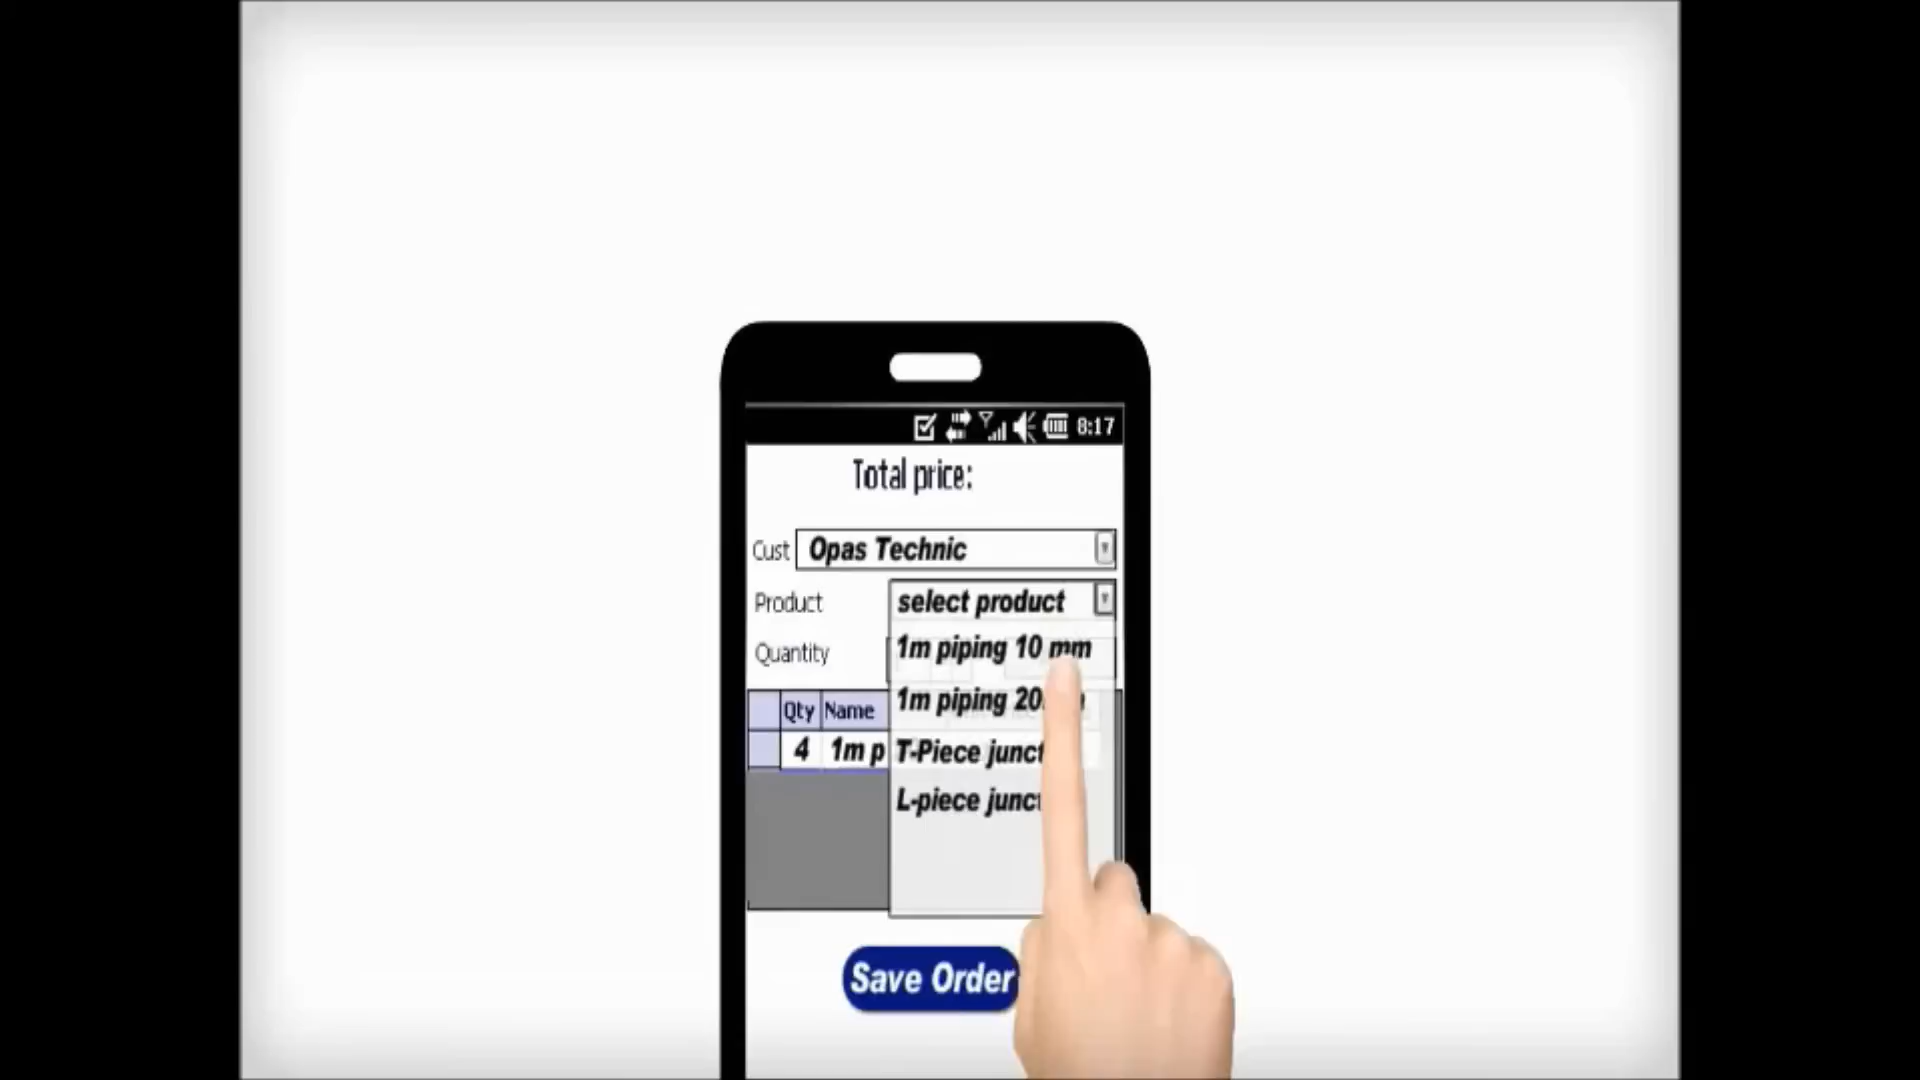 8:17
Total price:
Cust Opas Technic
Product select product
1m piping 10 mm
Quantity
1m piping 20
Qty Name
T-Piece junct
4 1m p
L-piece junct
Save Order